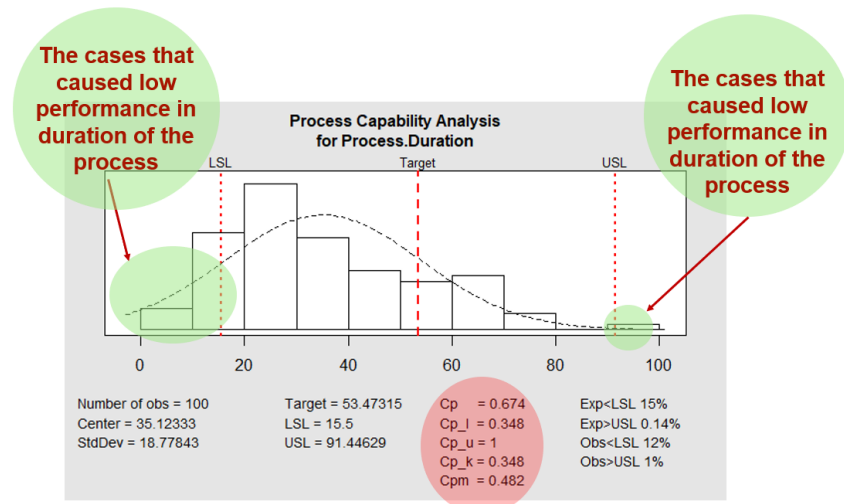 The cases that
caused low
performance in
duration of the
process
The cases that
caused low
performance in
duration of the
process
Process Capability Analysis
for Process.Duration
LSL
Target
USL
0
20
40
60
80
100
Number of obs = 100
Center = 35.12333
StdDev = 18.77843
Target = 53.47315
LSL = 15.5
USL = 91.44629
Cp = 0.674
Cp_l = 0.348
Cp_u = 1
Cp_k = 0.348
Cpm = 0.482
Exp<LSL 15%
Exp>USL 0.14%
Obs<LSL 12%
Obs>USL 1%